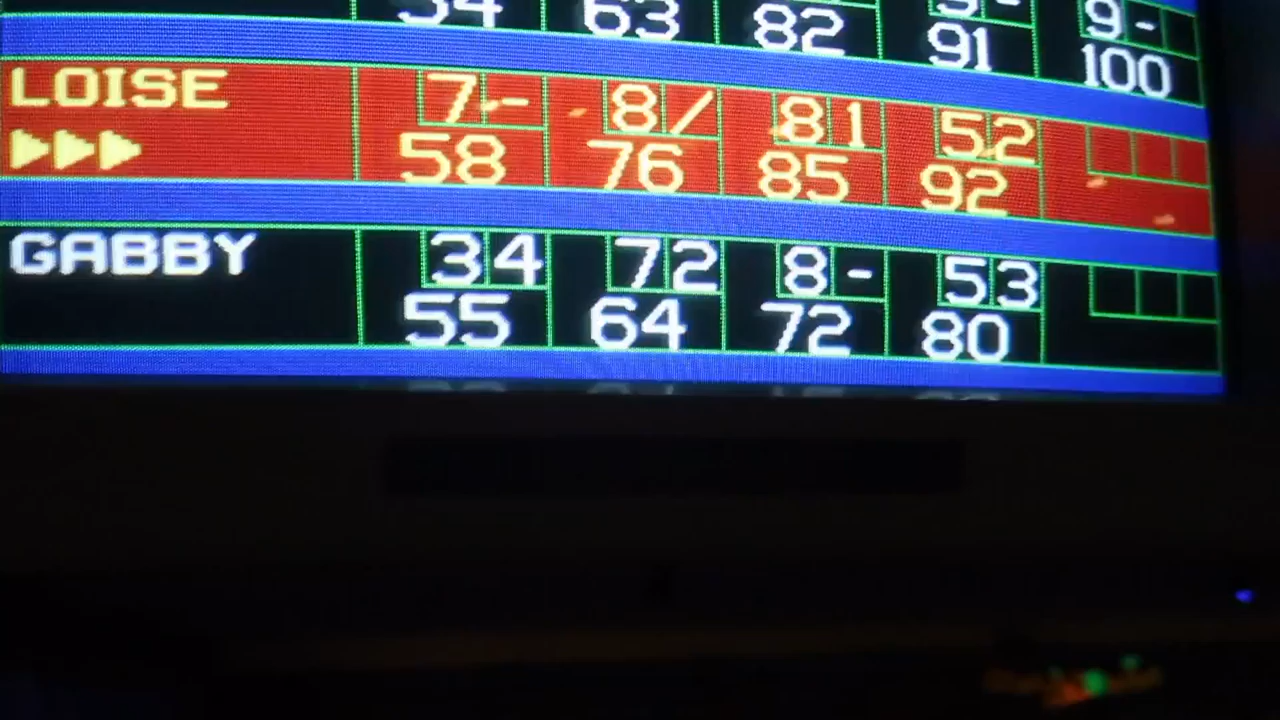 34 63 82 9- 9-
91 100
LOISE 7- 8/ 81 52
58 76 85 92
GABBY 34 72 8- 53
55 64 72 80